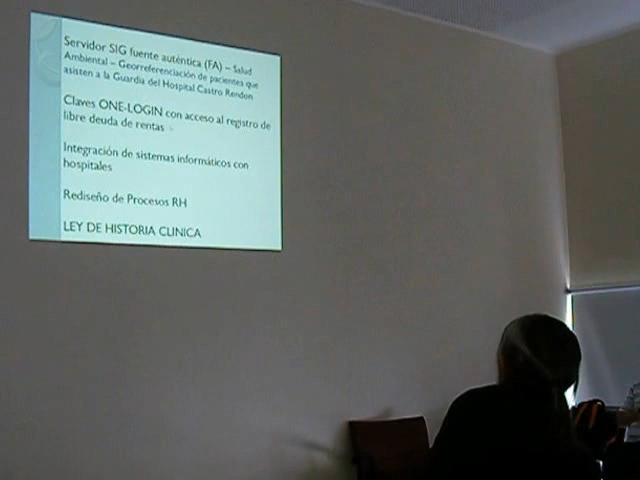 Servidor SIG fuente auténtica (FA) – Salud
Ambiental – Georreferenciación de pacientes que
asisten a la Guardia del Hospital Castro Rendon
Claves ONE-LOGIN con acceso al registro de
libre deuda de rentas
Integración de sistemas informáticos con
hospitales
Rediseño de Procesos RH
LEY DE HISTORIA CLINICA